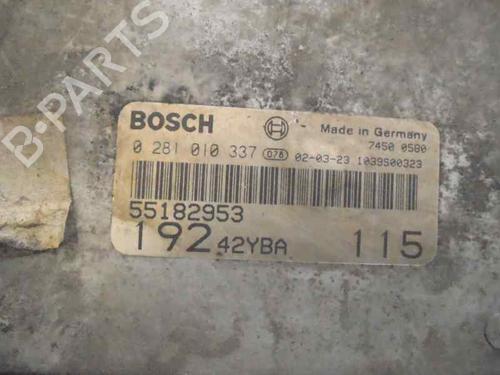 B-PARTS
BOSCH
Made in Germany
7450 0580
0 281 010 337 078 02-03-23 1039S00323
55182953
192 42YBA 115